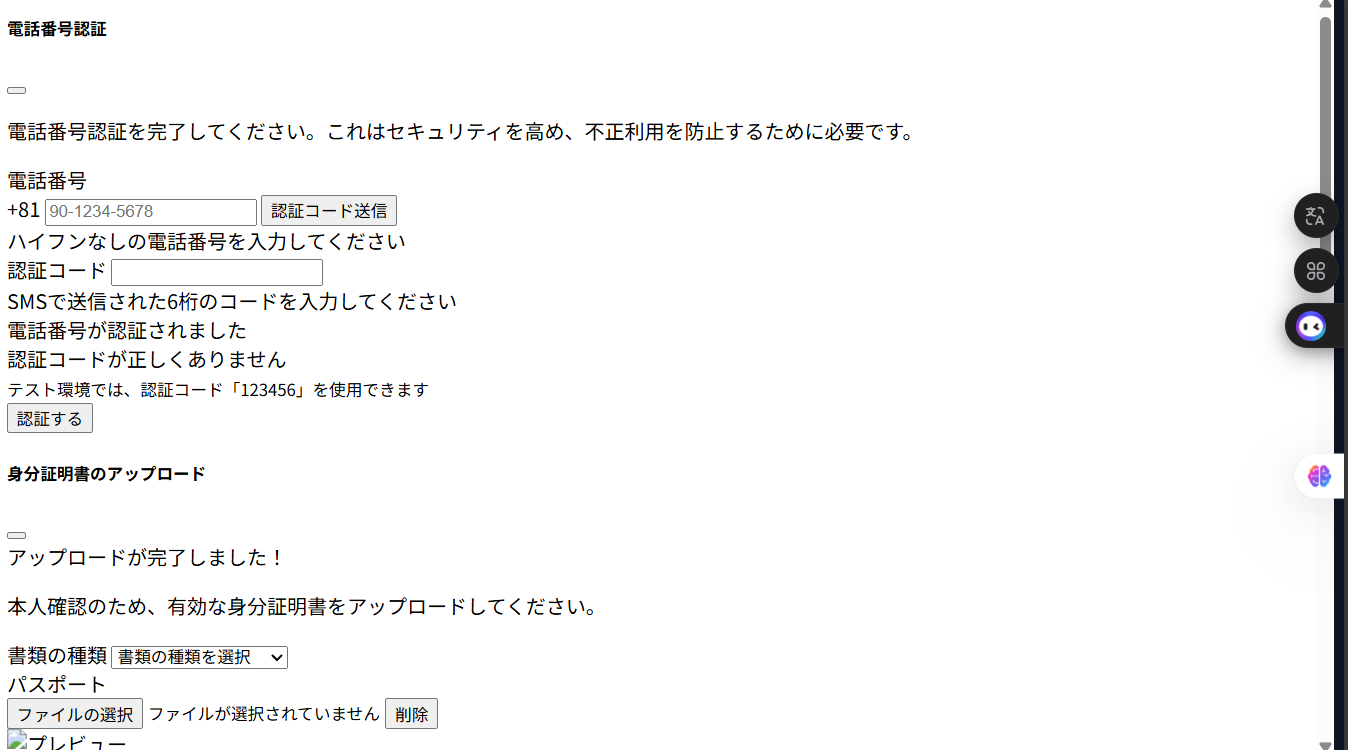 電話番号認証
電話番号認証を完了してください。これはセキュリティを高め、不正利用を防止するために必要です。
電話番号
+81 90-1234-5678 認証コード送信
ハイフンなしの電話番号を入力してください
認証コード
SMSで送信された6桁のコードを入力してください
電話番号が認証されました
認証コードが正しくありません
テスト環境では、認証コード「123456」を使用できます
認証する
身分証明書のアップロード
アップロードが完了しました！
本人確認のため、有効な身分証明書をアップロードしてください。
書類の種類 書類の種類を選択
パスポート
ファイルの選択 ファイルが選択されていません 削除
プレビュー